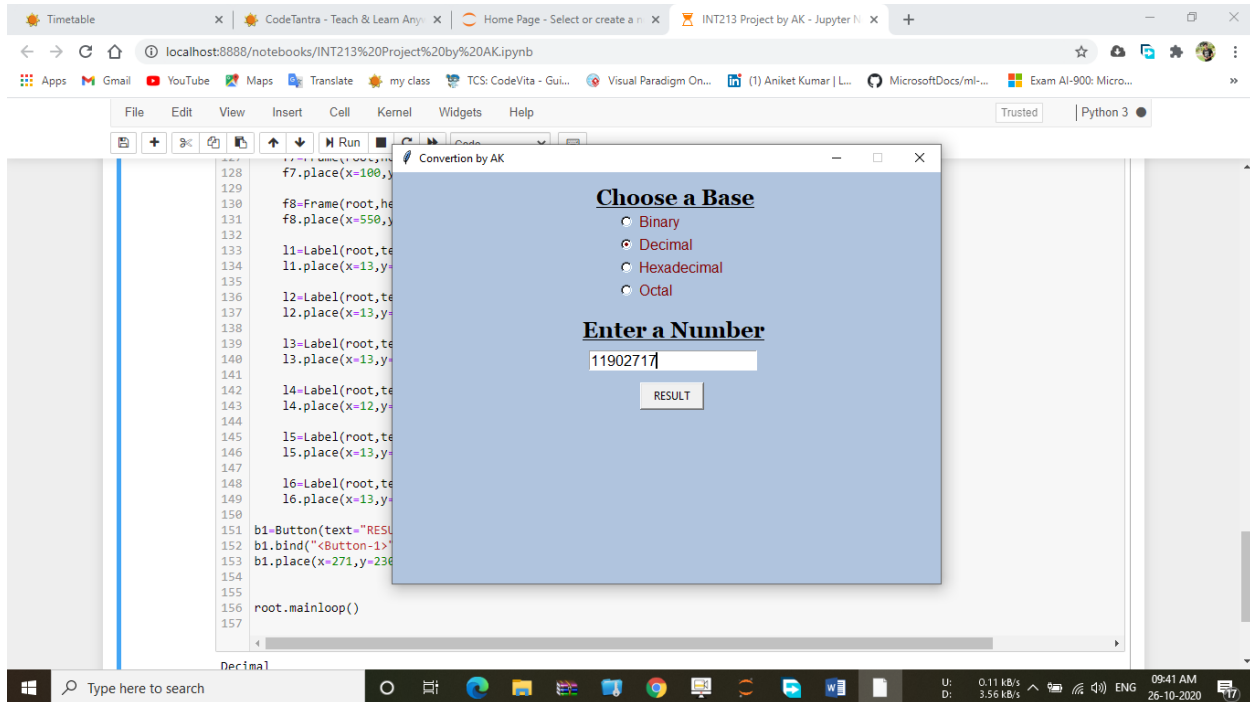 Timetable
CodeTantra - Teach & Learn Any
Home Page - Select or create a n
INT213 Project by AK - Jupyter N
localhost:8888/notebooks/INT213%20Project%20by%20AK.ipynb
Apps Gmail YouTube Maps Translate my class TCS: CodeVita - Gui... Visual Paradigm On... (1) Aniket Kumar | L... MicrosoftDocs/ml-... Exam AI-900: Micro... »
File Edit View Insert Cell Kernel Widgets Help Trusted Python 3
Run
Convertion by AK
128 f7.place(x=100,y
129
130 f8=Frame(root,he
131 f8.place(x=550,y
132
133 l1=Label(root,te
134 l1.place(x=13,y=
135
136 l2=Label(root,te
137 l2.place(x=13,y=
138
139 l3=Label(root,te
140 l3.place(x=13,y=
141
142 l4=Label(root,te
143 l4.place(x=12,y=
144
145 l5=Label(root,te
146 l5.place(x=13,y=
147
148 l6=Label(root,te
149 l6.place(x=13,y=
150
151 b1=Button(text="RESU
152 b1.bind("<Button-1>"
153 b1.place(x=271,y=230
154
155
156 root.mainloop()
157
Choose a Base
Binary
Decimal
Hexadecimal
Octal
Enter a Number
11902717
RESULT
Decimal
Type here to search
U: 0.11 kB/s
D: 3.56 kB/s
ENG
09:41 AM
26-10-2020
17